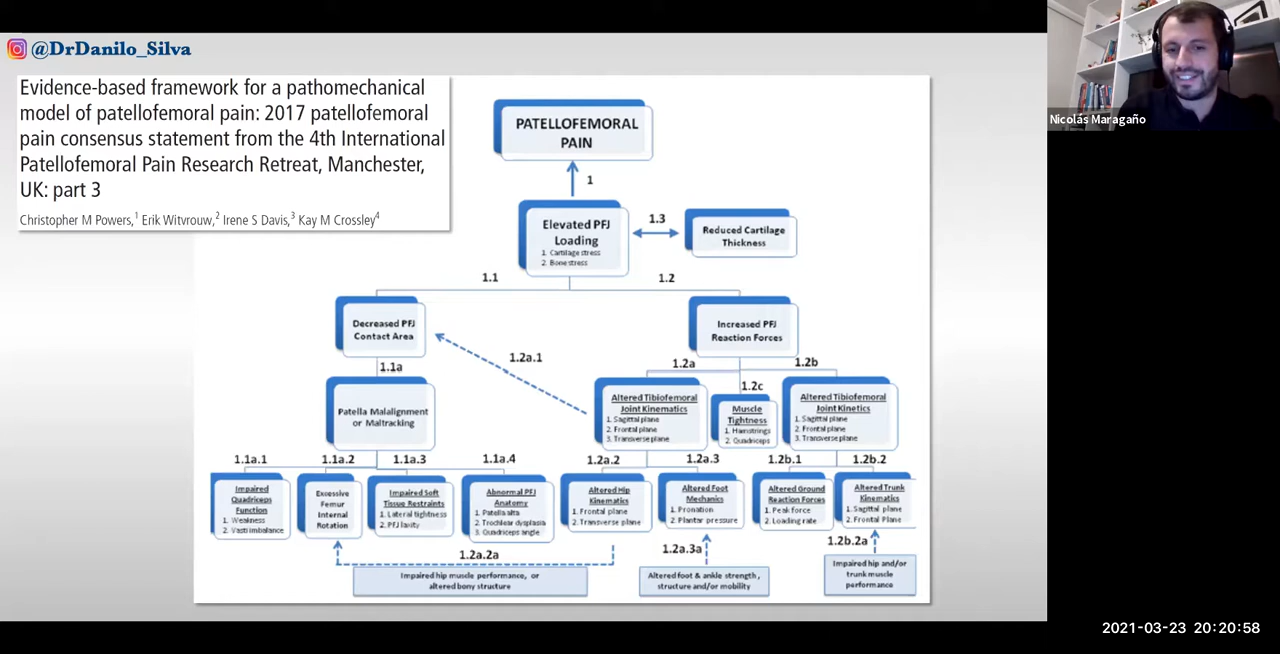 @DrDanilo_Silva
Evidence-based framework for a pathomechanical
model of patellofemoral pain: 2017 patellofemoral
pain consensus statement from the 4th International
Patellofemoral Pain Research Retreat, Manchester,
UK: part 3
Christopher M Powers,1 Erik Witvrouw,2 Irene S Davis,3 Kay M Crossley4
Nicolás Maragaño
PATELLOFEMORAL
PAIN
1
Elevated PFJ
Loading
1. Cartilage stress
2. Bone stress
1.3
Reduced Cartilage
Thickness
1.1
1.2
Decreased PFJ
Contact Area
Increased PFJ
Reaction Forces
1.2a.1
1.1a
1.2a
1.2b
1.2c
Patella Malalignment
or Maltracking
Altered Tibiofemoral
Joint Kinematics
1. Sagittal plane
2. Frontal plane
3. Transverse plane
Muscle
Tightness
1. Hamstrings
2. Quadriceps
Altered Tibiofemoral
Joint Kinetics
1. Sagittal plane
2. Frontal plane
3. Transverse plane
1.1a.1
1.1a.2
1.1a.3
1.1a.4
1.2a.2
1.2a.3
1.2b.1
1.2b.2
Impaired
Quadriceps
Function
1. Weakness
2. Vasti imbalance
Excessive
Femur
Internal
Rotation
Impaired Soft
Tissue Restraints
1. Lateral tightness
2. PFJ laxity
Abnormal PFJ
Anatomy
1. Patella alta
2. Trochlear dysplasia
3. Quadriceps angle
Altered Hip
Kinematics
1. Frontal plane
2. Transverse plane
Altered Foot
Mechanics
1. Pronation
2. Plantar pressure
Altered Ground
Reaction Forces
1. Peak force
2. Loading rate
Altered Trunk
Kinematics
1. Sagittal plane
2. Frontal Plane
1.2a.2a
1.2a.3a
1.2b.2a
Impaired hip muscle performance, or
altered bony structure
Altered foot & ankle strength,
structure and/or mobility
Impaired hip and/or
trunk muscle
performance
2021-03-23 20:20:58